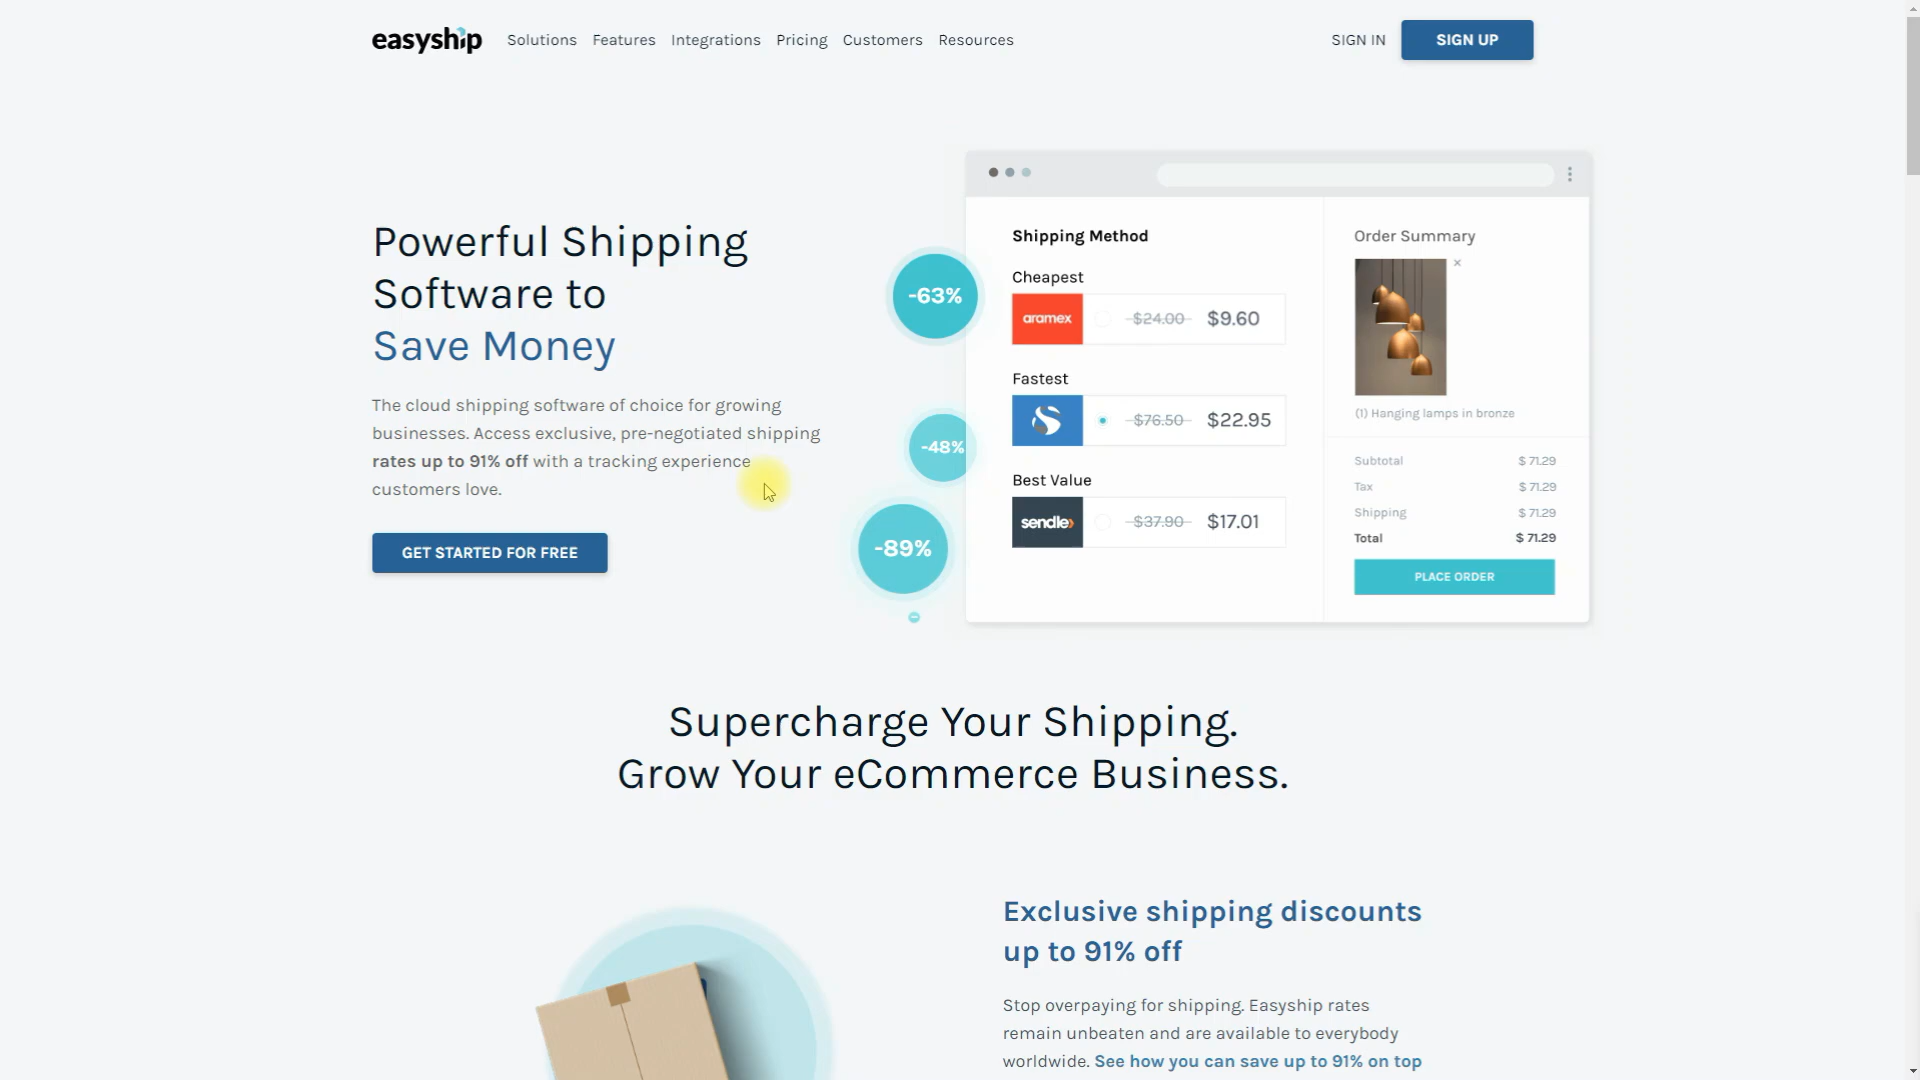 easyship
Solutions Features Integrations Pricing Customers Resources
SIGN IN
SIGN UP
Powerful Shipping
Software to
Save Money
The cloud shipping software of choice for growing
businesses. Access exclusive, pre-negotiated shipping
rates up to 91% off with a tracking experience
customers love.
GET STARTED FOR FREE
-63%
-48%
-89%
Shipping Method
Cheapest
aramex $24.00 $9.60
Fastest
$76.50 $22.95
Best Value
sendle $37.90 $17.01
Order Summary
(1) Hanging lamps in bronze
Subtotal $ 71.29
Tax $ 71.29
Shipping $ 71.29
Total $ 71.29
PLACE ORDER
Supercharge Your Shipping.
Grow Your eCommerce Business.
Exclusive shipping discounts
up to 91% off
Stop overpaying for shipping. Easyship rates
remain unbeaten and are available to everybody
worldwide. See how you can save up to 91% on top